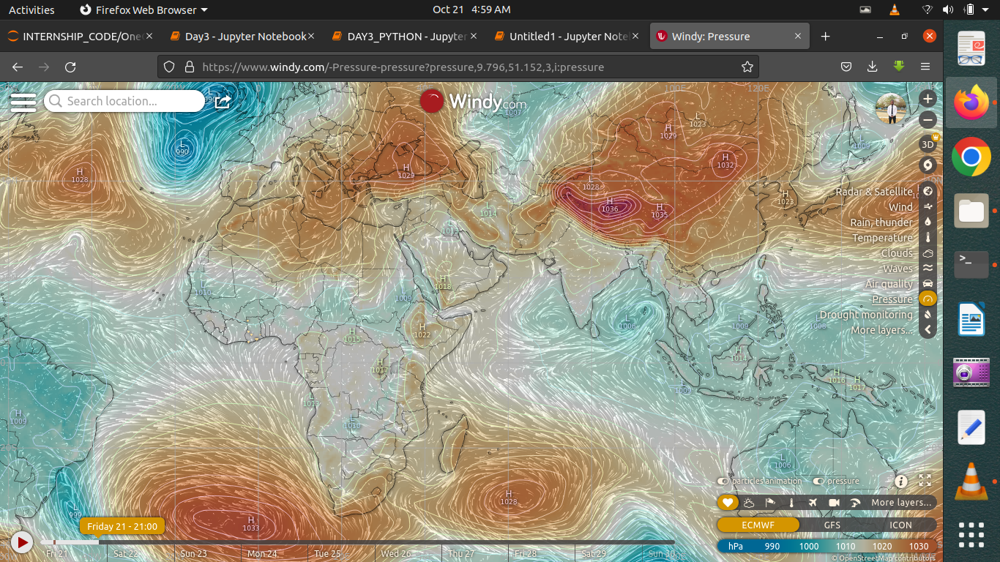 Activities
Firefox Web Browser
Oct 21 4:59 AM
INTERNSHIP_CODE/One
Day3 - Jupyter Notebook
DAY3_PYTHON - Jupyter
Untitled1 - Jupyter Note
Windy: Pressure
https://www.windy.com/-Pressure-pressure?pressure,9.796,51.152,3,i:pressure
Search location...
Windy.com
100E
120E
3D
Radar & Satellite
Wind
Rain, thunder
Temperature
Clouds
Waves
Air quality
Pressure
Drought monitoring
More layers...
L
990
L
990
H
1028
H
1029
1007
H
1029
L
1023
H
1032
L
1028
H
1036
H
1035
H
1023
L
1014
H
1018
H
1022
H
1015
H
1017
L
1006
1009
H
1014
H
1016
H
1017
L
1009
L
1013
L
1010
H
1009
L
1006
L
999
H
1033
H
1028
particles animation
pressure
More layers...
ECMWF
GFS
ICON
hPa 990 1000 1010 1020 1030
© OpenStreetMap contributors
Friday 21 - 21:00
Fri 21
Sat 22
Sun 23
Mon 24
Tue 25
Wed 26
Thu 27
Fri 28
Sat 29
Sun 30